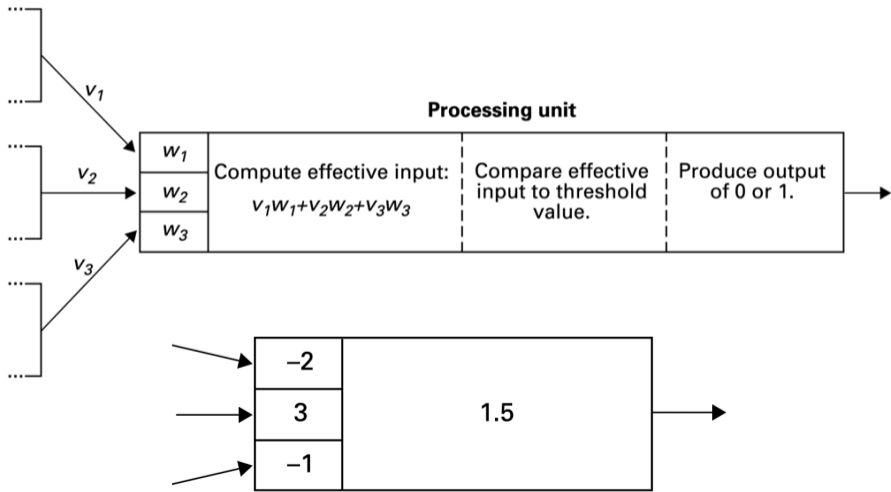 v1
Processing unit
w1
Compute effective input:
Compare effective
Produce output
v2
w2
input to threshold
of 0 or 1.
v1w1+v2w2+v3w3
value.
w3
v3
–2
3
1.5
–1